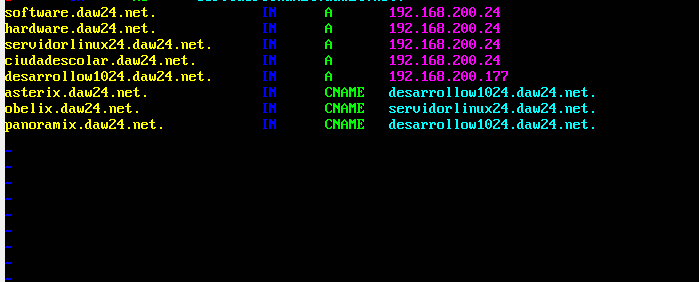 software.daw24.net. IN A 192.168.200.24
hardware.daw24.net. IN A 192.168.200.24
servidorlinux24.daw24.net. IN A 192.168.200.24
ciudadescolar.daw24.net. IN A 192.168.200.24
desarrollow1024.daw24.net. IN A 192.168.200.177
asterix.daw24.net. IN CNAME desarrollow1024.daw24.net.
obelix.daw24.net. IN CNAME servidorlinux24.daw24.net.
panoramix.daw24.net. IN CNAME desarrollow1024.daw24.net.
~
~
~
~
~
~
~
~
~